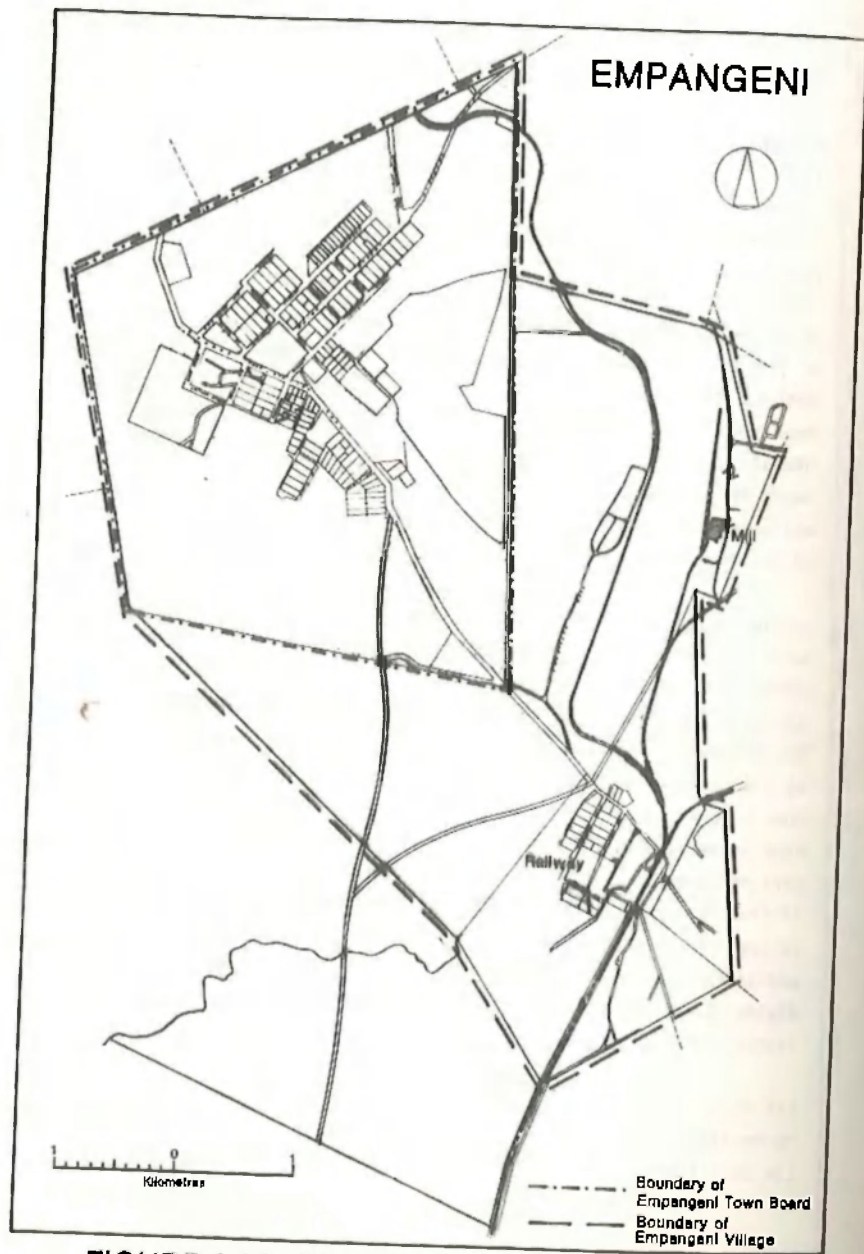 EMPANGENI
Mill
Railway
1 0 1
Kilometres
Boundary of
Empangeni Town Board
Boundary of
Empangeni Village